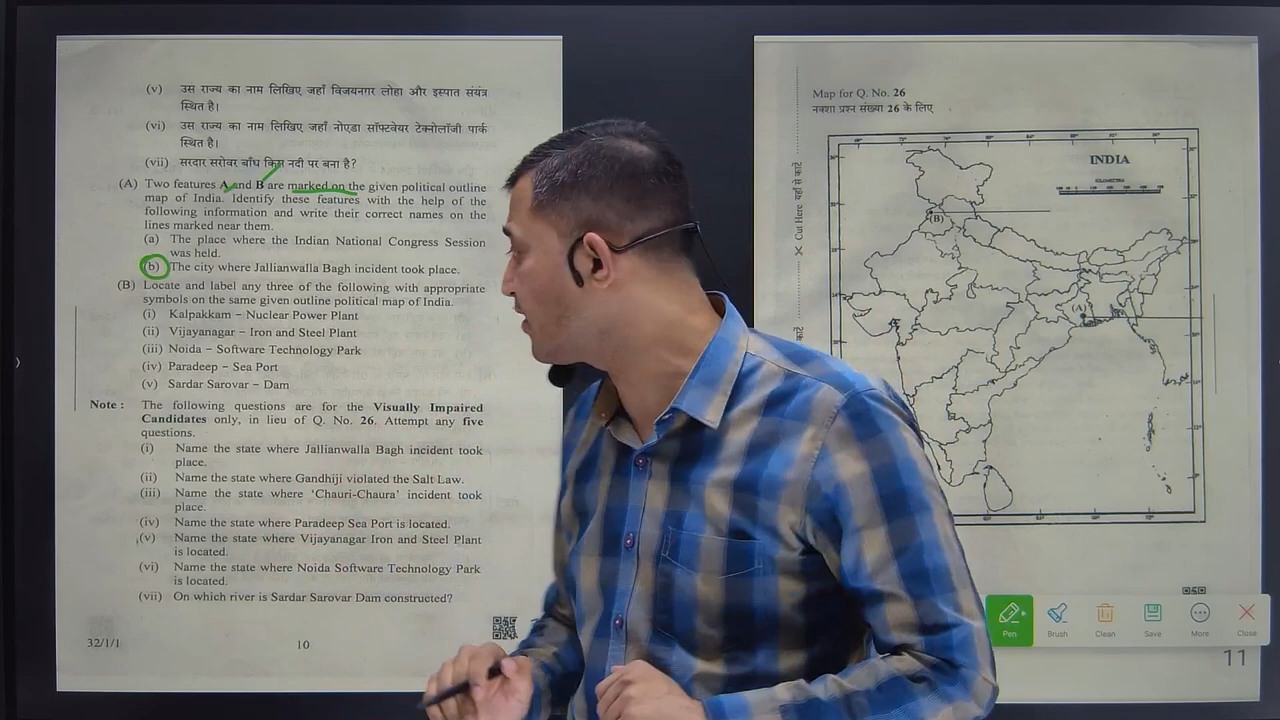 (v) उस राज्य का नाम लिखिए जहाँ विजयनगर लोहा और इस्पात संयंत्र
स्थित है।
(vi) उस राज्य का नाम लिखिए जहाँ नोएडा सॉफ्टवेयर टेक्नोलॉजी पार्क
स्थित है।
(vii) सरदार सरोवर बाँध किस नदी पर बना है?
(A) Two features A and B are marked on the given political outline
map of India. Identify these features with the help of the
following information and write their correct names on the
lines marked near them.
(a) The place where the Indian National Congress Session
was held.
(b) The city where Jallianwalla Bagh incident took place.
(B) Locate and label any three of the following with appropriate
symbols on the same given outline political map of India.
(i) Kalpakkam – Nuclear Power Plant
(ii) Vijayanagar – Iron and Steel Plant
(iii) Noida – Software Technology Park
(iv) Paradeep – Sea Port
(v) Sardar Sarovar – Dam
Note : The following questions are for the Visually Impaired
Candidates only, in lieu of Q. No. 26. Attempt any five
questions.
(i) Name the state where Jallianwalla Bagh incident took
place.
(ii) Name the state where Gandhiji violated the Salt Law.
(iii) Name the state where 'Chauri-Chaura' incident took
place.
(iv) Name the state where Paradeep Sea Port is located.
(v) Name the state where Vijayanagar Iron and Steel Plant
is located.
(vi) Name the state where Noida Software Technology Park
is located.
(vii) On which river is Sardar Sarovar Dam constructed?
32/1/1
10
Map for Q. No. 26
नक्शा प्रश्न संख्या 26 के लिए
INDIA
KILOMETRES
(B)
(A)
✂ Cut Here यहाँ से काटें
Pen
Brush
Clean
Save
More
Close
11